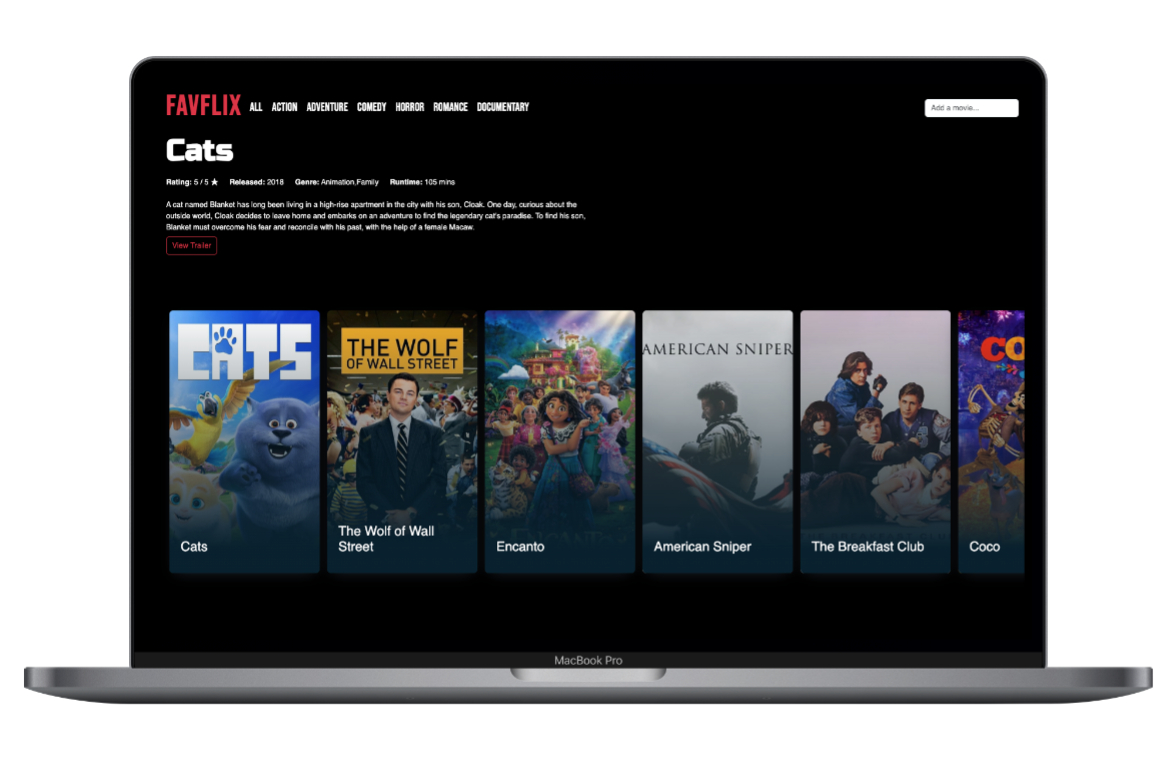 FAVFLIX ALL ACTION ADVENTURE COMEDY HORROR ROMANCE DOCUMENTARY Add a movie...
Cats
Rating: 5 / 5 ★ Released: 2018 Genre: Animation,Family Runtime: 105 mins
A cat named Blanket has long been living in a high-rise apartment in the city with his son, Cloak. One day, curious about the
outside world, Cloak decides to leave home and embarks on an adventure to find the legendary cat's paradise. To find his son,
Blanket must overcome his fear and reconcile with his past, with the help of a female Macaw.
View Trailer
CATS
THE WOLF
OF WALL STREET
AMERICAN SNIPER
CO
Cats
The Wolf of Wall
Street
Encanto
American Sniper
The Breakfast Club
Coco
MacBook Pro